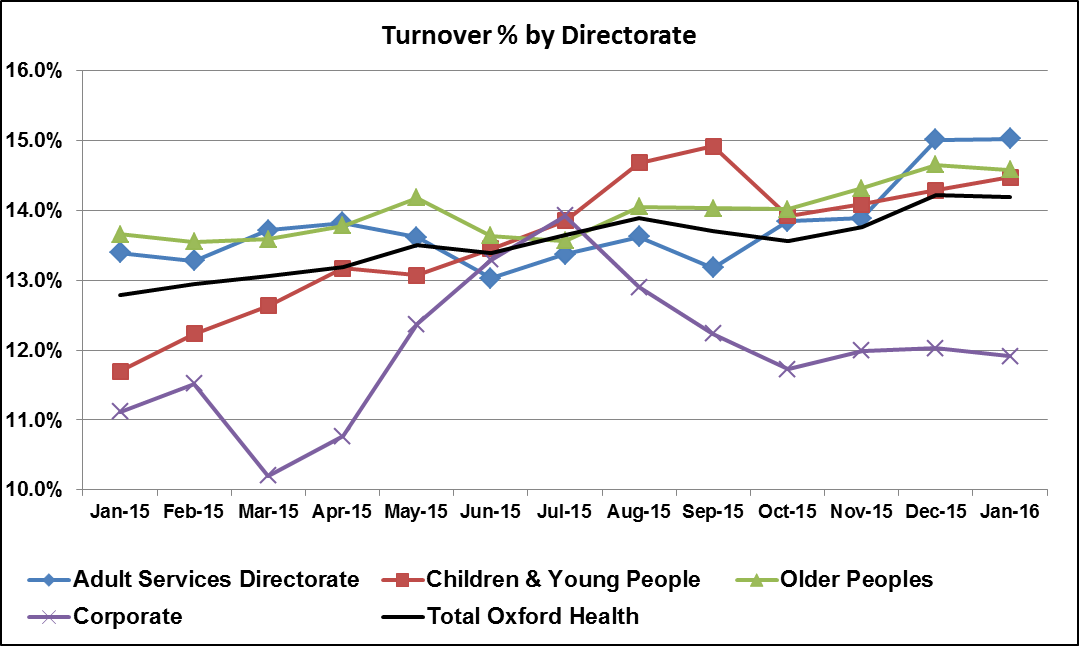 Turnover % by Directorate
16.0%
15.0%
14.0%
13.0%
12.0%
11.0%
10.0%
Jan-15 Feb-15 Mar-15 Apr-15 May-15 Jun-15 Jul-15 Aug-15 Sep-15 Oct-15 Nov-15 Dec-15 Jan-16
Adult Services Directorate Children & Young People Older Peoples
Corporate Total Oxford Health